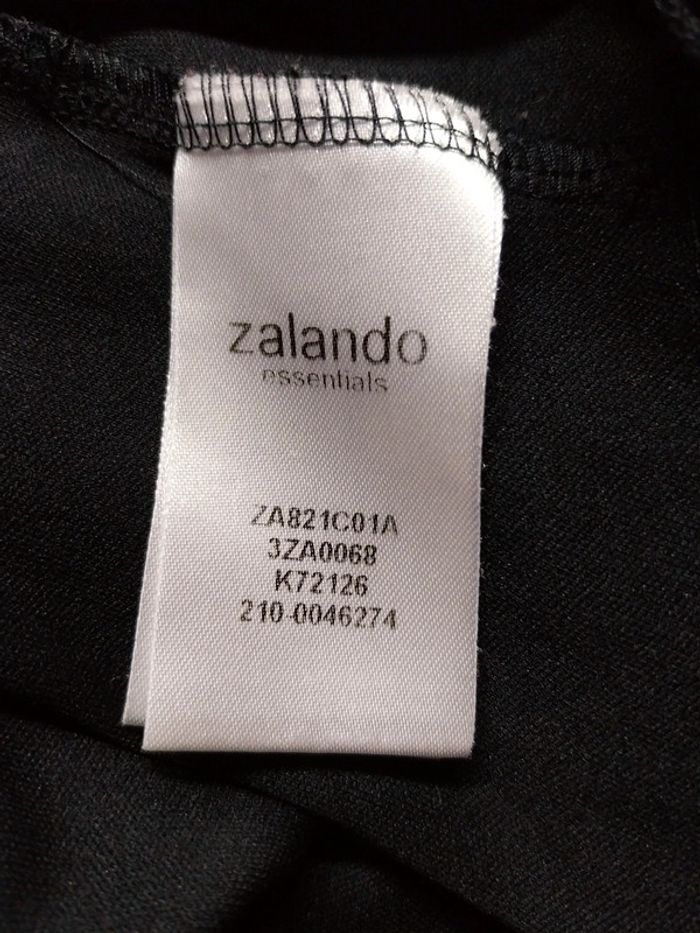 zalando
essentials
ZA821C01A
3ZA0068
K72126
210-0046274